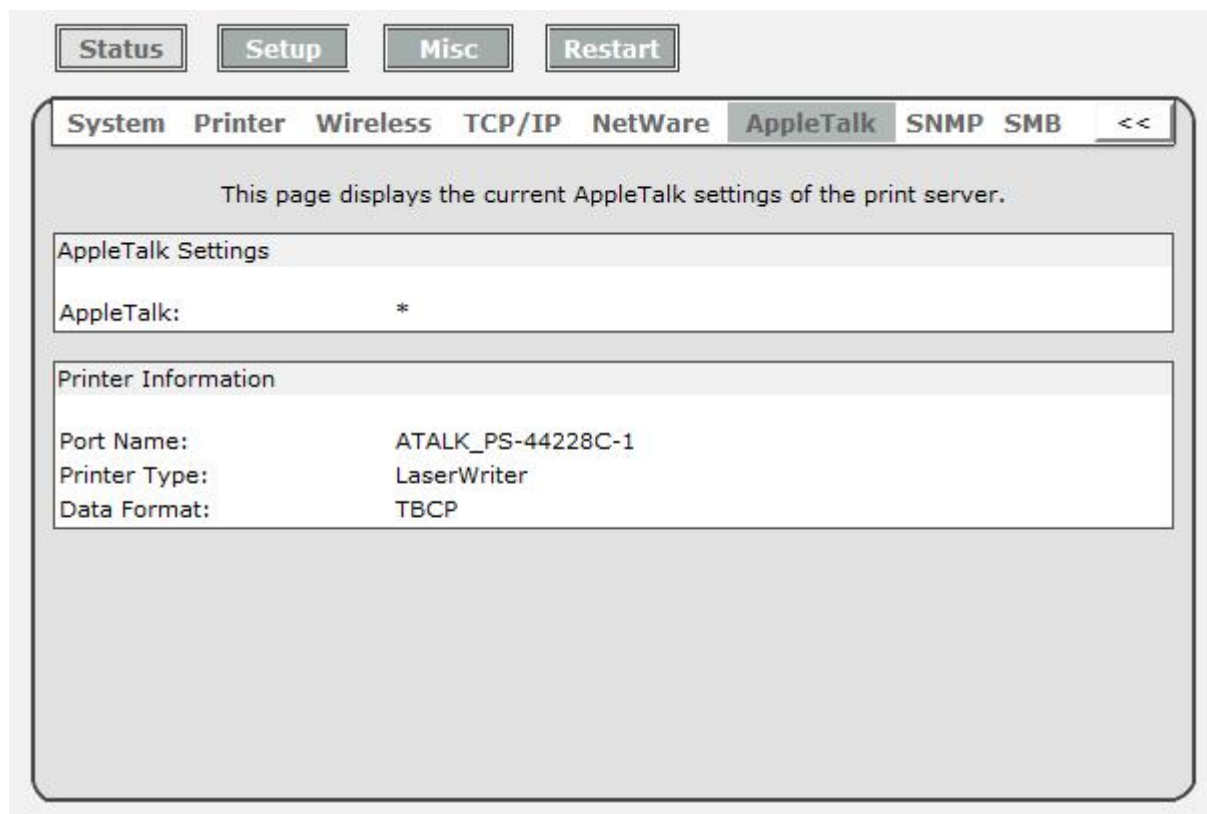 Status Setup Misc Restart
System Printer Wireless TCP/IP NetWare AppleTalk SNMP SMB <<
This page displays the current AppleTalk settings of the print server.
AppleTalk Settings
AppleTalk: *
Printer Information
Port Name: ATALK_PS-44228C-1
Printer Type: LaserWriter
Data Format: TBCP